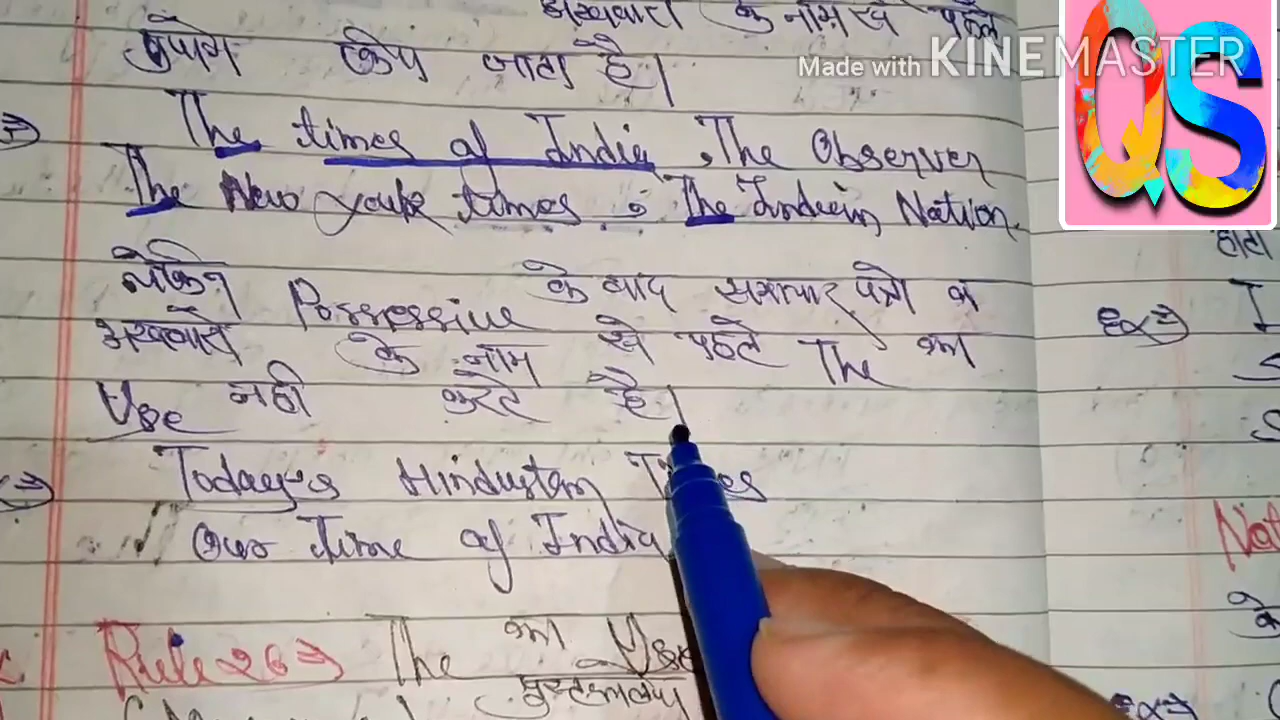 अखबारों के नाम से पहले
प्रयोग किया जाता है।
The times of India, The Observer
The New york times, The Indian Nation.
लेकिन Possessive के बाद समाचार पत्रों व
अखबारों के नाम से पहले The का
Use नहीं करते है।
Today's Hindustan Times
Our Time of India
Rule 26 ⇒ The का Use
पुस्तकालय
Made with KINEMASTER
QS
होता
Ex ⇒ I
S
S
Nat
के
Ex ⇒